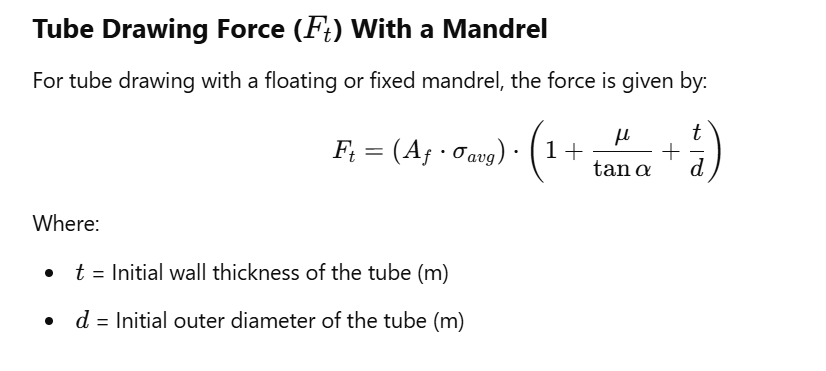 Tube Drawing Force (F_t) With a Mandrel
For tube drawing with a floating or fixed mandrel, the force is given by:
F_t = (A_f · σ_avg) · (1 + μ/tan α + t/d)
Where:
• t = Initial wall thickness of the tube (m)
• d = Initial outer diameter of the tube (m)